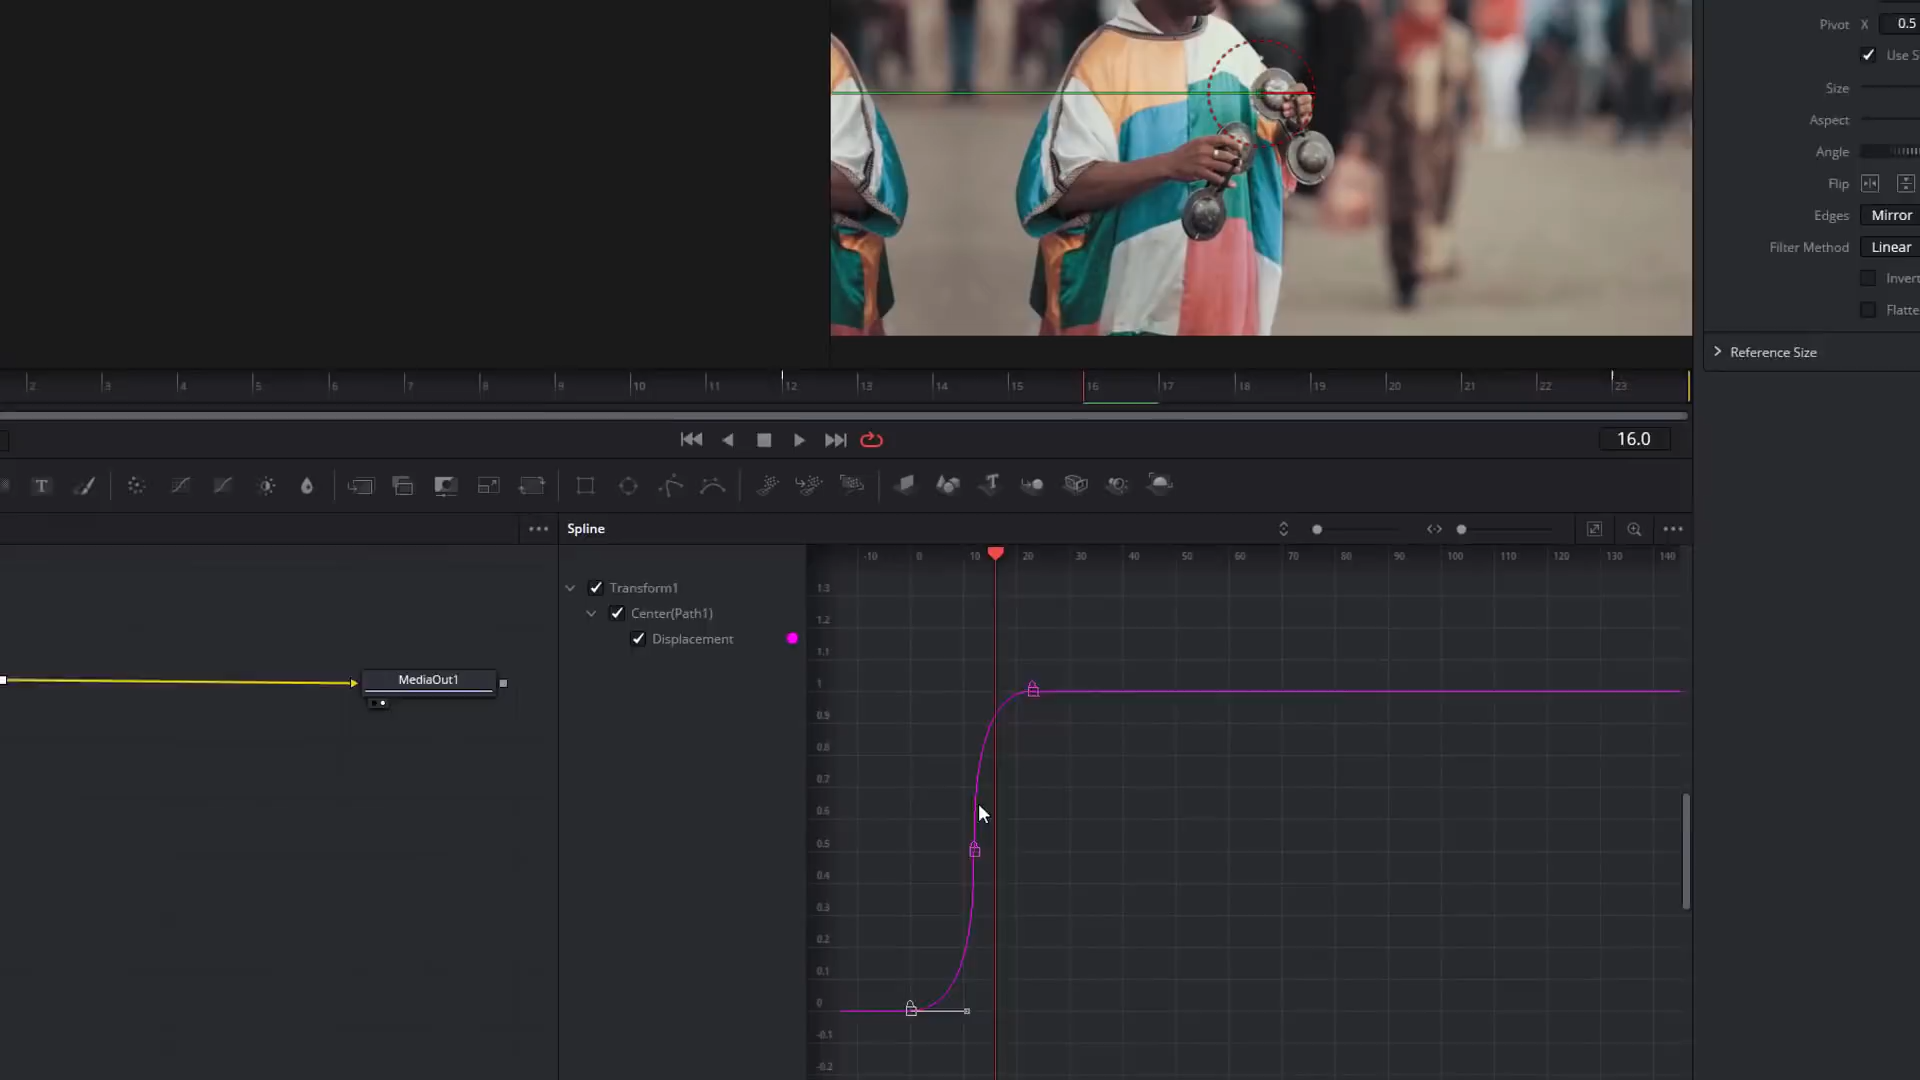 Pivot X 0.5
Use S
Size
Aspect
Angle
Flip
Edges Mirror
Filter Method Linear
Invert
Flatte
Reference Size
2 3 4 5 6 7 8 9 10 11 12 13 14 15 16 17 18 19 20 21 22 23
16.0
T
Spline
-10 0 10 20 30 40 50 60 70 80 90 100 110 120 130 140
Transform1
Center(Path1)
Displacement
MediaOut1
1.3
1.2
1.1
1
0.9
0.8
0.7
0.6
0.5
0.4
0.3
0.2
0.1
0
-0.1
-0.2